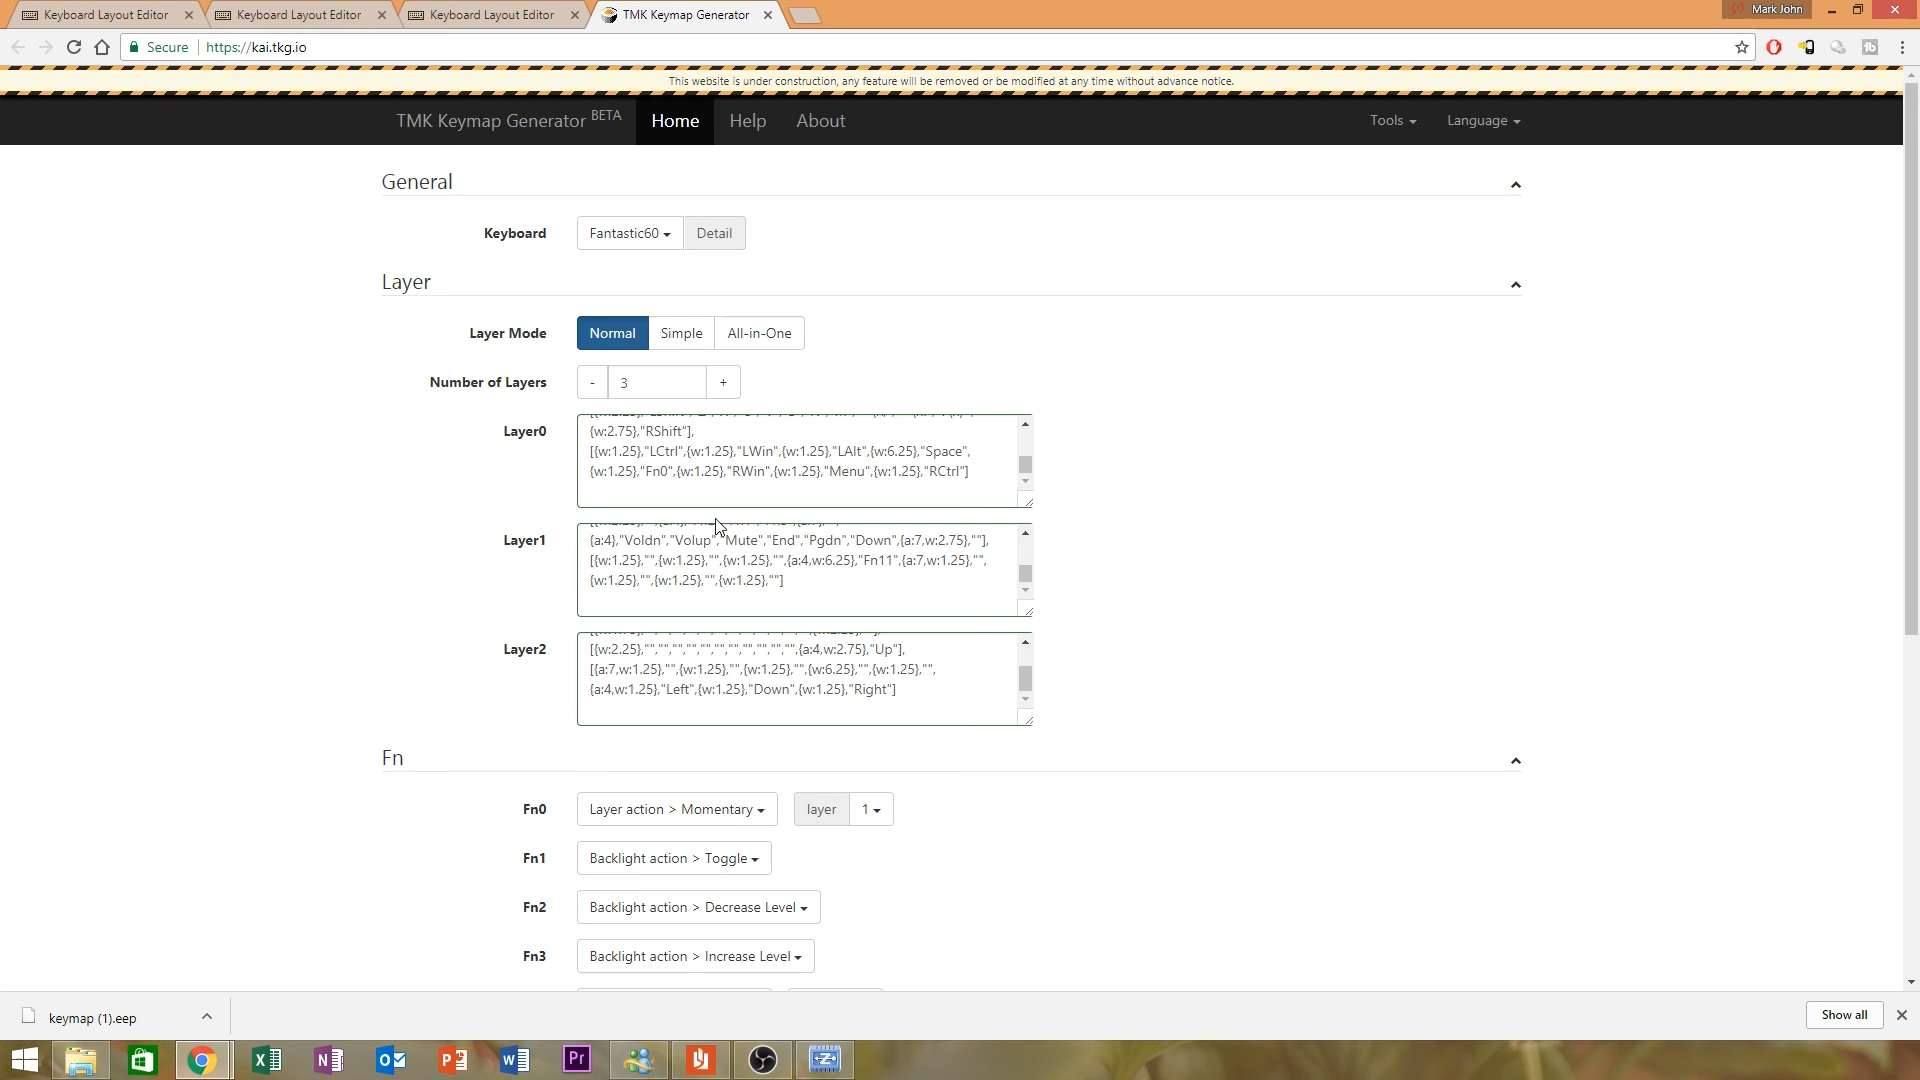 Keyboard Layout Editor
Keyboard Layout Editor
Keyboard Layout Editor
TMK Keymap Generator
Mark John
Secure
https://kai.tkg.io
This website is under construction, any feature will be removed or be modified at any time without advance notice.
TMK Keymap Generator BETA
Home
Help
About
Tools
Language
General
Keyboard
Fantastic60
Detail
Layer
Layer Mode
Normal
Simple
All-in-One
Number of Layers
-
3
+
Layer0
{w:2.75},"RShift"],
[{w:1.25},"LCtrl",{w:1.25},"LWin",{w:1.25},"LAlt",{w:6.25},"Space",
{w:1.25},"Fn0",{w:1.25},"RWin",{w:1.25},"Menu",{w:1.25},"RCtrl"]
Layer1
{a:4},"Voldn","Volup","Mute","End","Pgdn","Down",{a:7,w:2.75},""],
[{w:1.25},"",{w:1.25},"",{w:1.25},"",{a:4,w:6.25},"Fn11",{a:7,w:1.25},"",
{w:1.25},"",{w:1.25},"",{w:1.25},""]
Layer2
[{w:2.25},"","","","","","","","","","","",{a:4,w:2.75},"Up"],
[{a:7,w:1.25},"",{w:1.25},"",{w:1.25},"",{w:6.25},"",{w:1.25},"",
{a:4,w:1.25},"Left",{w:1.25},"Down",{w:1.25},"Right"]
Fn
Fn0
Layer action > Momentary
layer
1
Fn1
Backlight action > Toggle
Fn2
Backlight action > Decrease Level
Fn3
Backlight action > Increase Level
keymap (1).eep
Show all